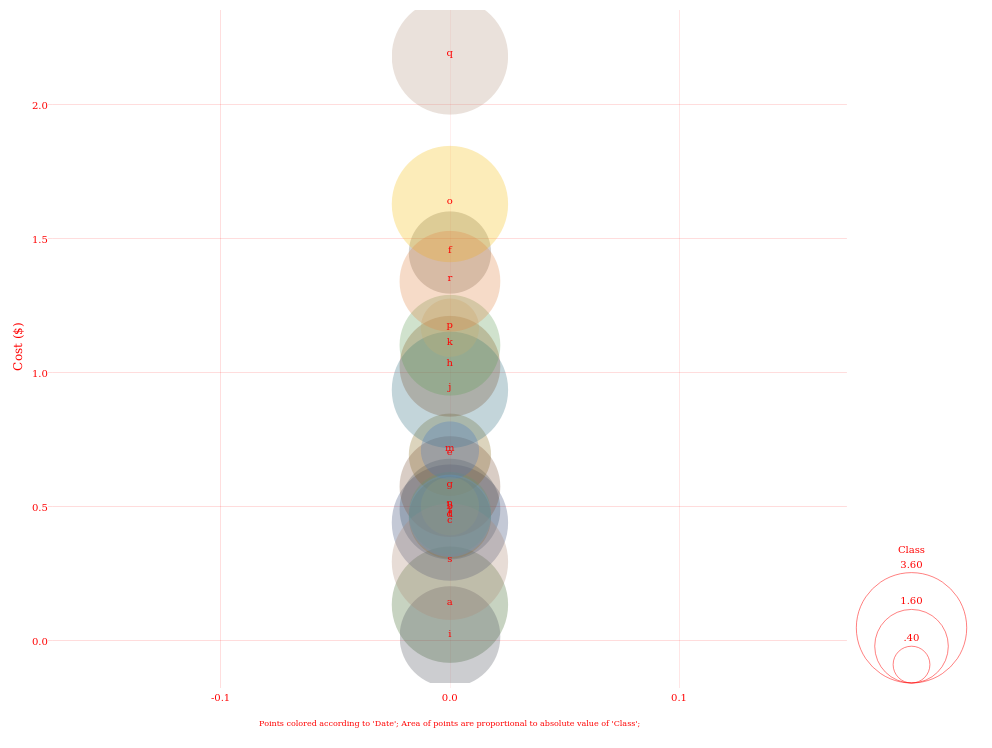 q
2.0
o
1.5
f
r
p
k
h
1.0
j
Cost ($)
m
e
g
n
0.5
d
c
s
a
i
0.0
-0.1
0.0
0.1
Class
3.60
1.60
.40
Points colored according to 'Date'; Area of points are proportional to absolute value of 'Class';